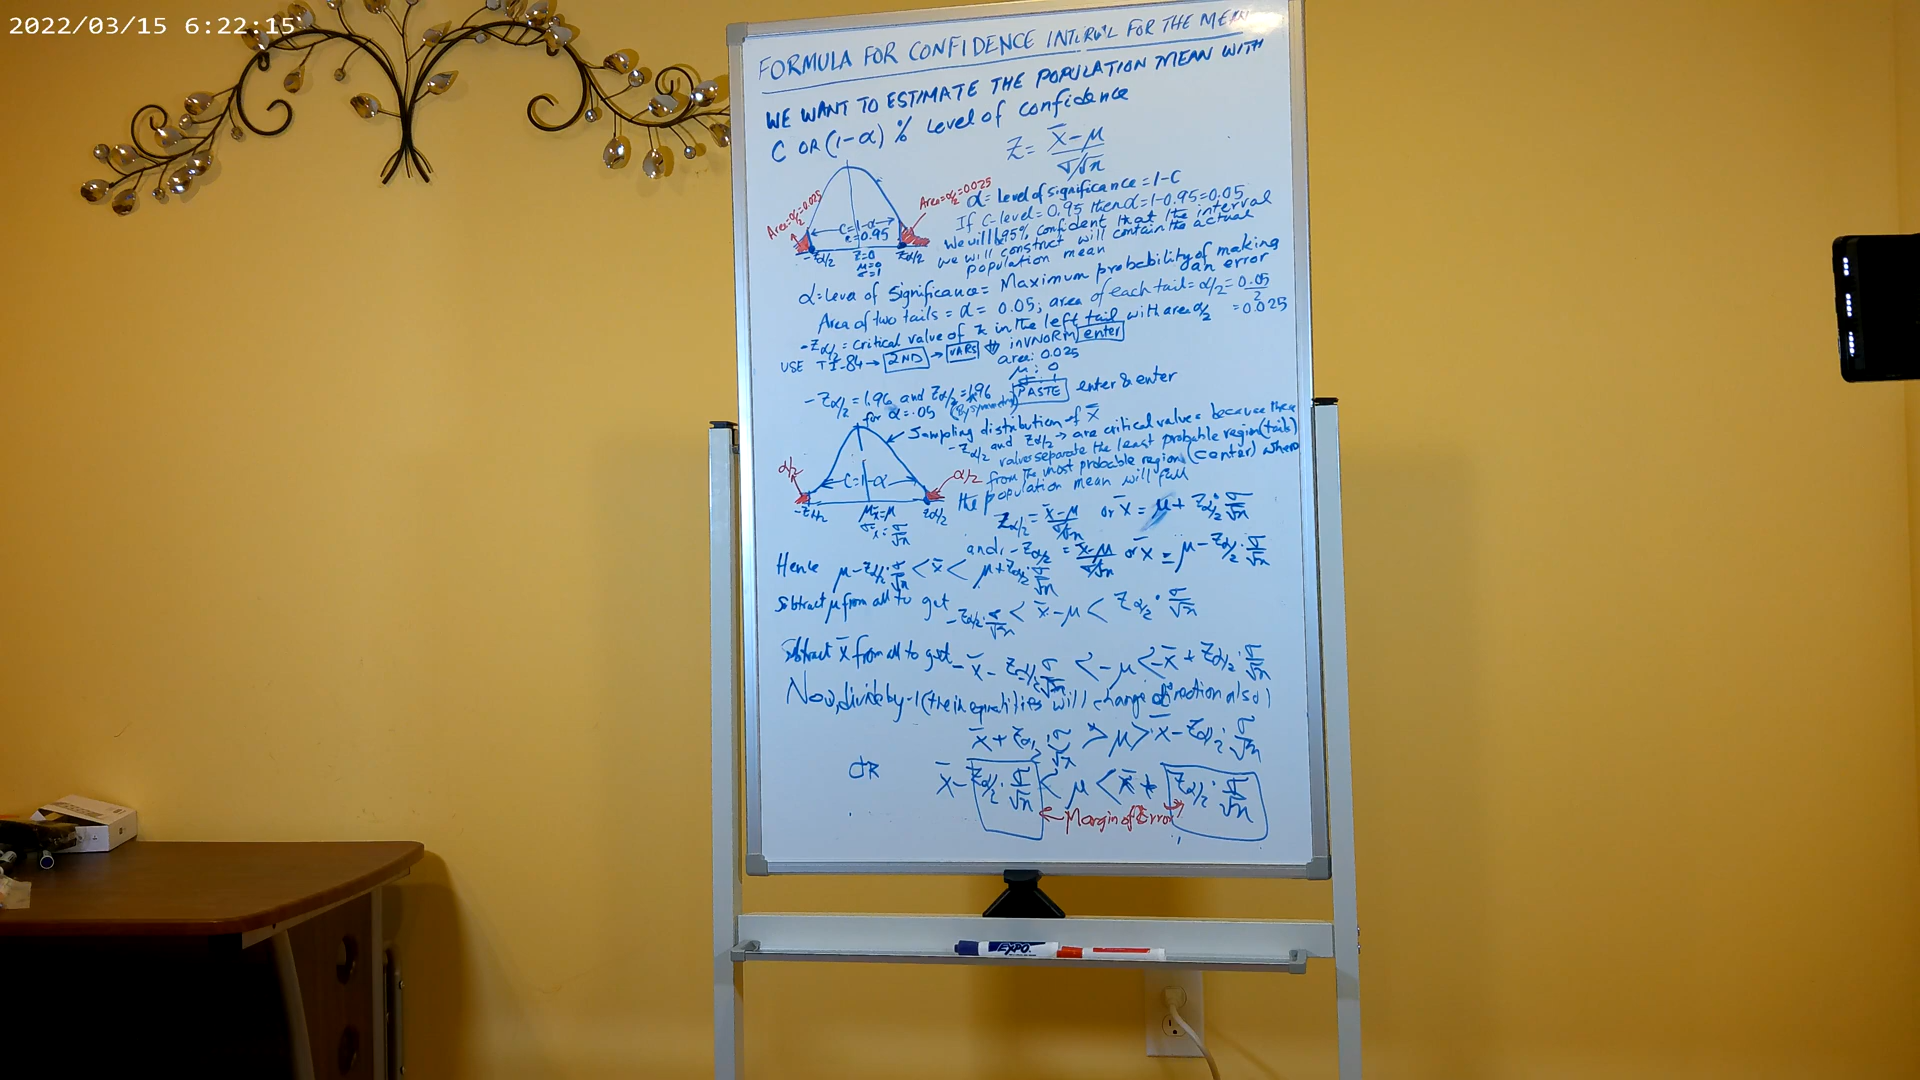 2022/03/15 6:22:15
FORMULA FOR CONFIDENCE INTERVAL FOR THE MEAN
WE WANT TO ESTIMATE THE POPULATION MEAN WITH
C OR (1-α) % Level of confidence
Z = x̄-μ / σ/√n
Area=α/2=0.025
Area=α/2=0.025
C=1-α
=0.95
-Zα/2 Z=0 Zα/2
μ=0
σ=1
α= Level of significance = 1-C
If C-level = 0.95 then α=1-0.95=0.05
We will be 95% confident that the interval
we will construct will contain the actual
population mean
α=Level of Significance= Maximum probability of making
an error
Area of two tails = α = 0.05; area of each tail= α/2 = 0.05/2
=0.025
-Zα/2 = critical value of z in the left tail with area α/2
USE TI-84 → 2ND → VARS ⇓ invNORM enter
area: 0.025
μ: 0
PASTE enter & enter
-Zα/2 = 1.96 and Zα/2 = 1.96
for α=.05 (By symmetry)
Sampling distribution of x̄
-Zα/2 and Zα/2 → are critical values because these
values separate the least probable region (tails)
from the most probable region (center) where
the population mean will fall
α/2
C=1-α
α/2
-Zα/2 μx̄=μ Zα/2
σx̄=σ/√n
Zα/2 = x̄-μ / σ/√n or x̄ = μ + Zα/2·σ/√n
and, -Zα/2 = x̄-μ / σ/√n or x̄ = μ - Zα/2·σ/√n
Hence μ-Zα/2·σ/√n < x̄ < μ+Zα/2·σ/√n
Subtract μ from all to get -Zα/2·σ/√n < x̄-μ < Zα/2·σ/√n
Subtract x̄ from all to get -x̄ - Zα/2·σ/√n < -μ < -x̄ + Zα/2·σ/√n
Now, divide by -1 (the inequalities will change direction also)
x̄ + Zα/2·σ/√n > μ > x̄ - Zα/2·σ/√n
OR x̄ - Zα/2·σ/√n < μ < x̄ + Zα/2·σ/√n
← Margin of Error
EXPO